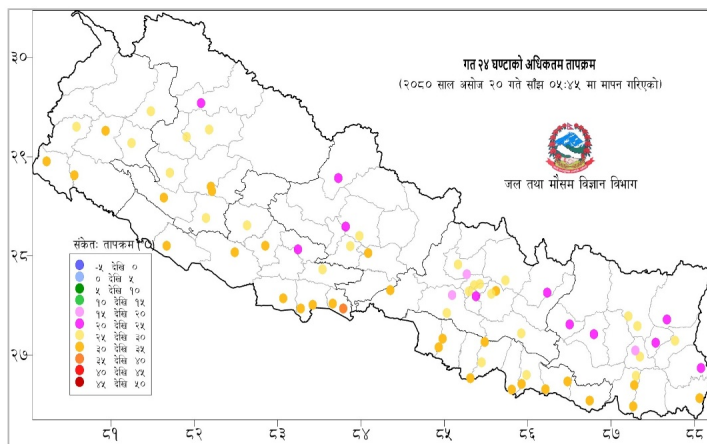 गत २४ घण्टाको अधिकतम तापक्रम
(२०८० साल असोज २० गते साँझ ०५:४५ मा मापन गरिएको)
जल तथा मौसम विज्ञान विभाग
३०
२९
२८
२७
संकेतः तापक्रम
-५ देखि ०
० देखि ५
५ देखि १०
१० देखि १५
१५ देखि २०
२० देखि २५
२५ देखि ३०
३० देखि ३५
३५ देखि ४०
४० देखि ४५
४५ देखि ५०
८१
८२
८३
८४
८५
८६
८७
८८